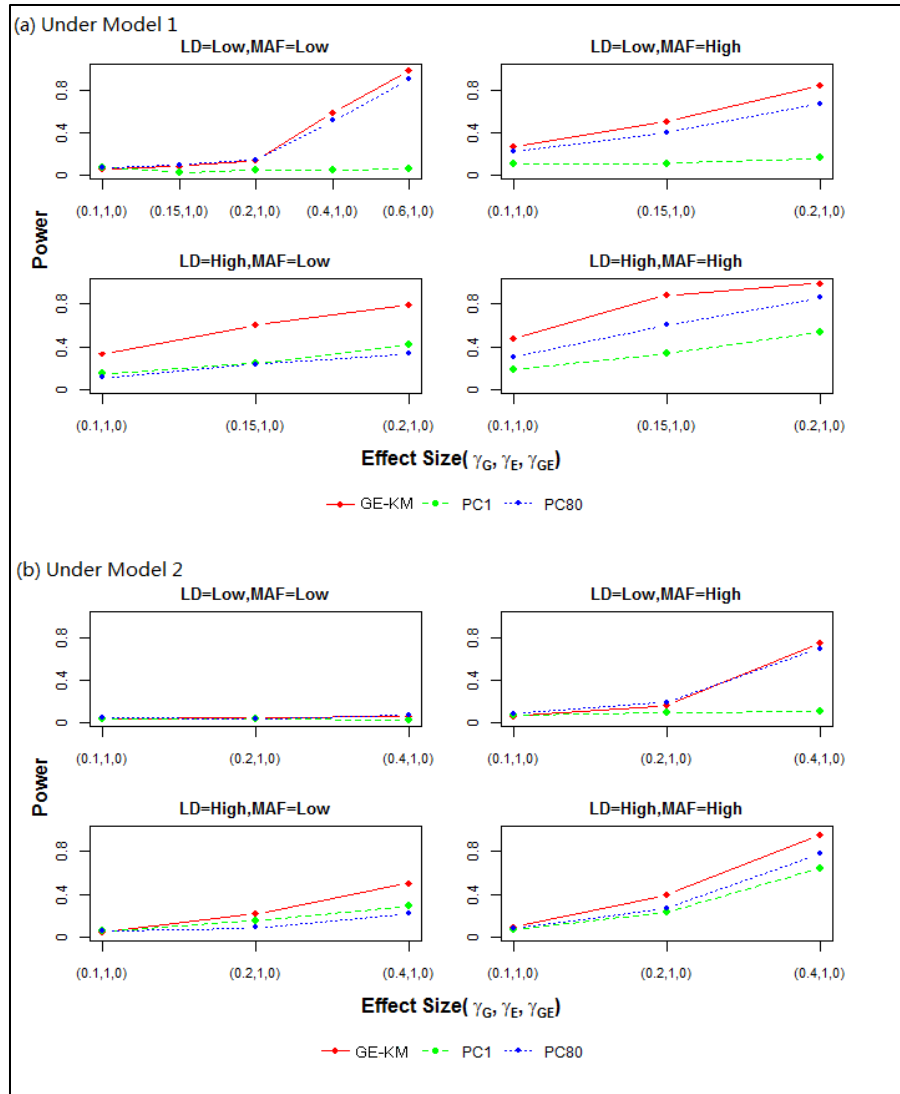 (a) Under Model 1
LD=Low,MAF=Low
LD=Low,MAF=High
0.8
0.4
0
0.8
0.4
0
(0.1,1,0) (0.15,1,0) (0.2,1,0) (0.4,1,0) (0.6,1,0)
(0.1,1,0) (0.15,1,0) (0.2,1,0)
Power
LD=High,MAF=Low
LD=High,MAF=High
0.8
0.4
0
0.8
0.4
0
(0.1,1,0) (0.15,1,0) (0.2,1,0)
(0.1,1,0) (0.15,1,0) (0.2,1,0)
Effect Size( γG, γE, γGE)
GE-KM PC1 PC80
(b) Under Model 2
LD=Low,MAF=Low
LD=Low,MAF=High
0.8
0.4
0
0.8
0.4
0
(0.1,1,0) (0.2,1,0) (0.4,1,0)
(0.1,1,0) (0.2,1,0) (0.4,1,0)
Power
LD=High,MAF=Low
LD=High,MAF=High
0.8
0.4
0
0.8
0.4
0
(0.1,1,0) (0.2,1,0) (0.4,1,0)
(0.1,1,0) (0.2,1,0) (0.4,1,0)
Effect Size( γG, γE, γGE)
GE-KM PC1 PC80